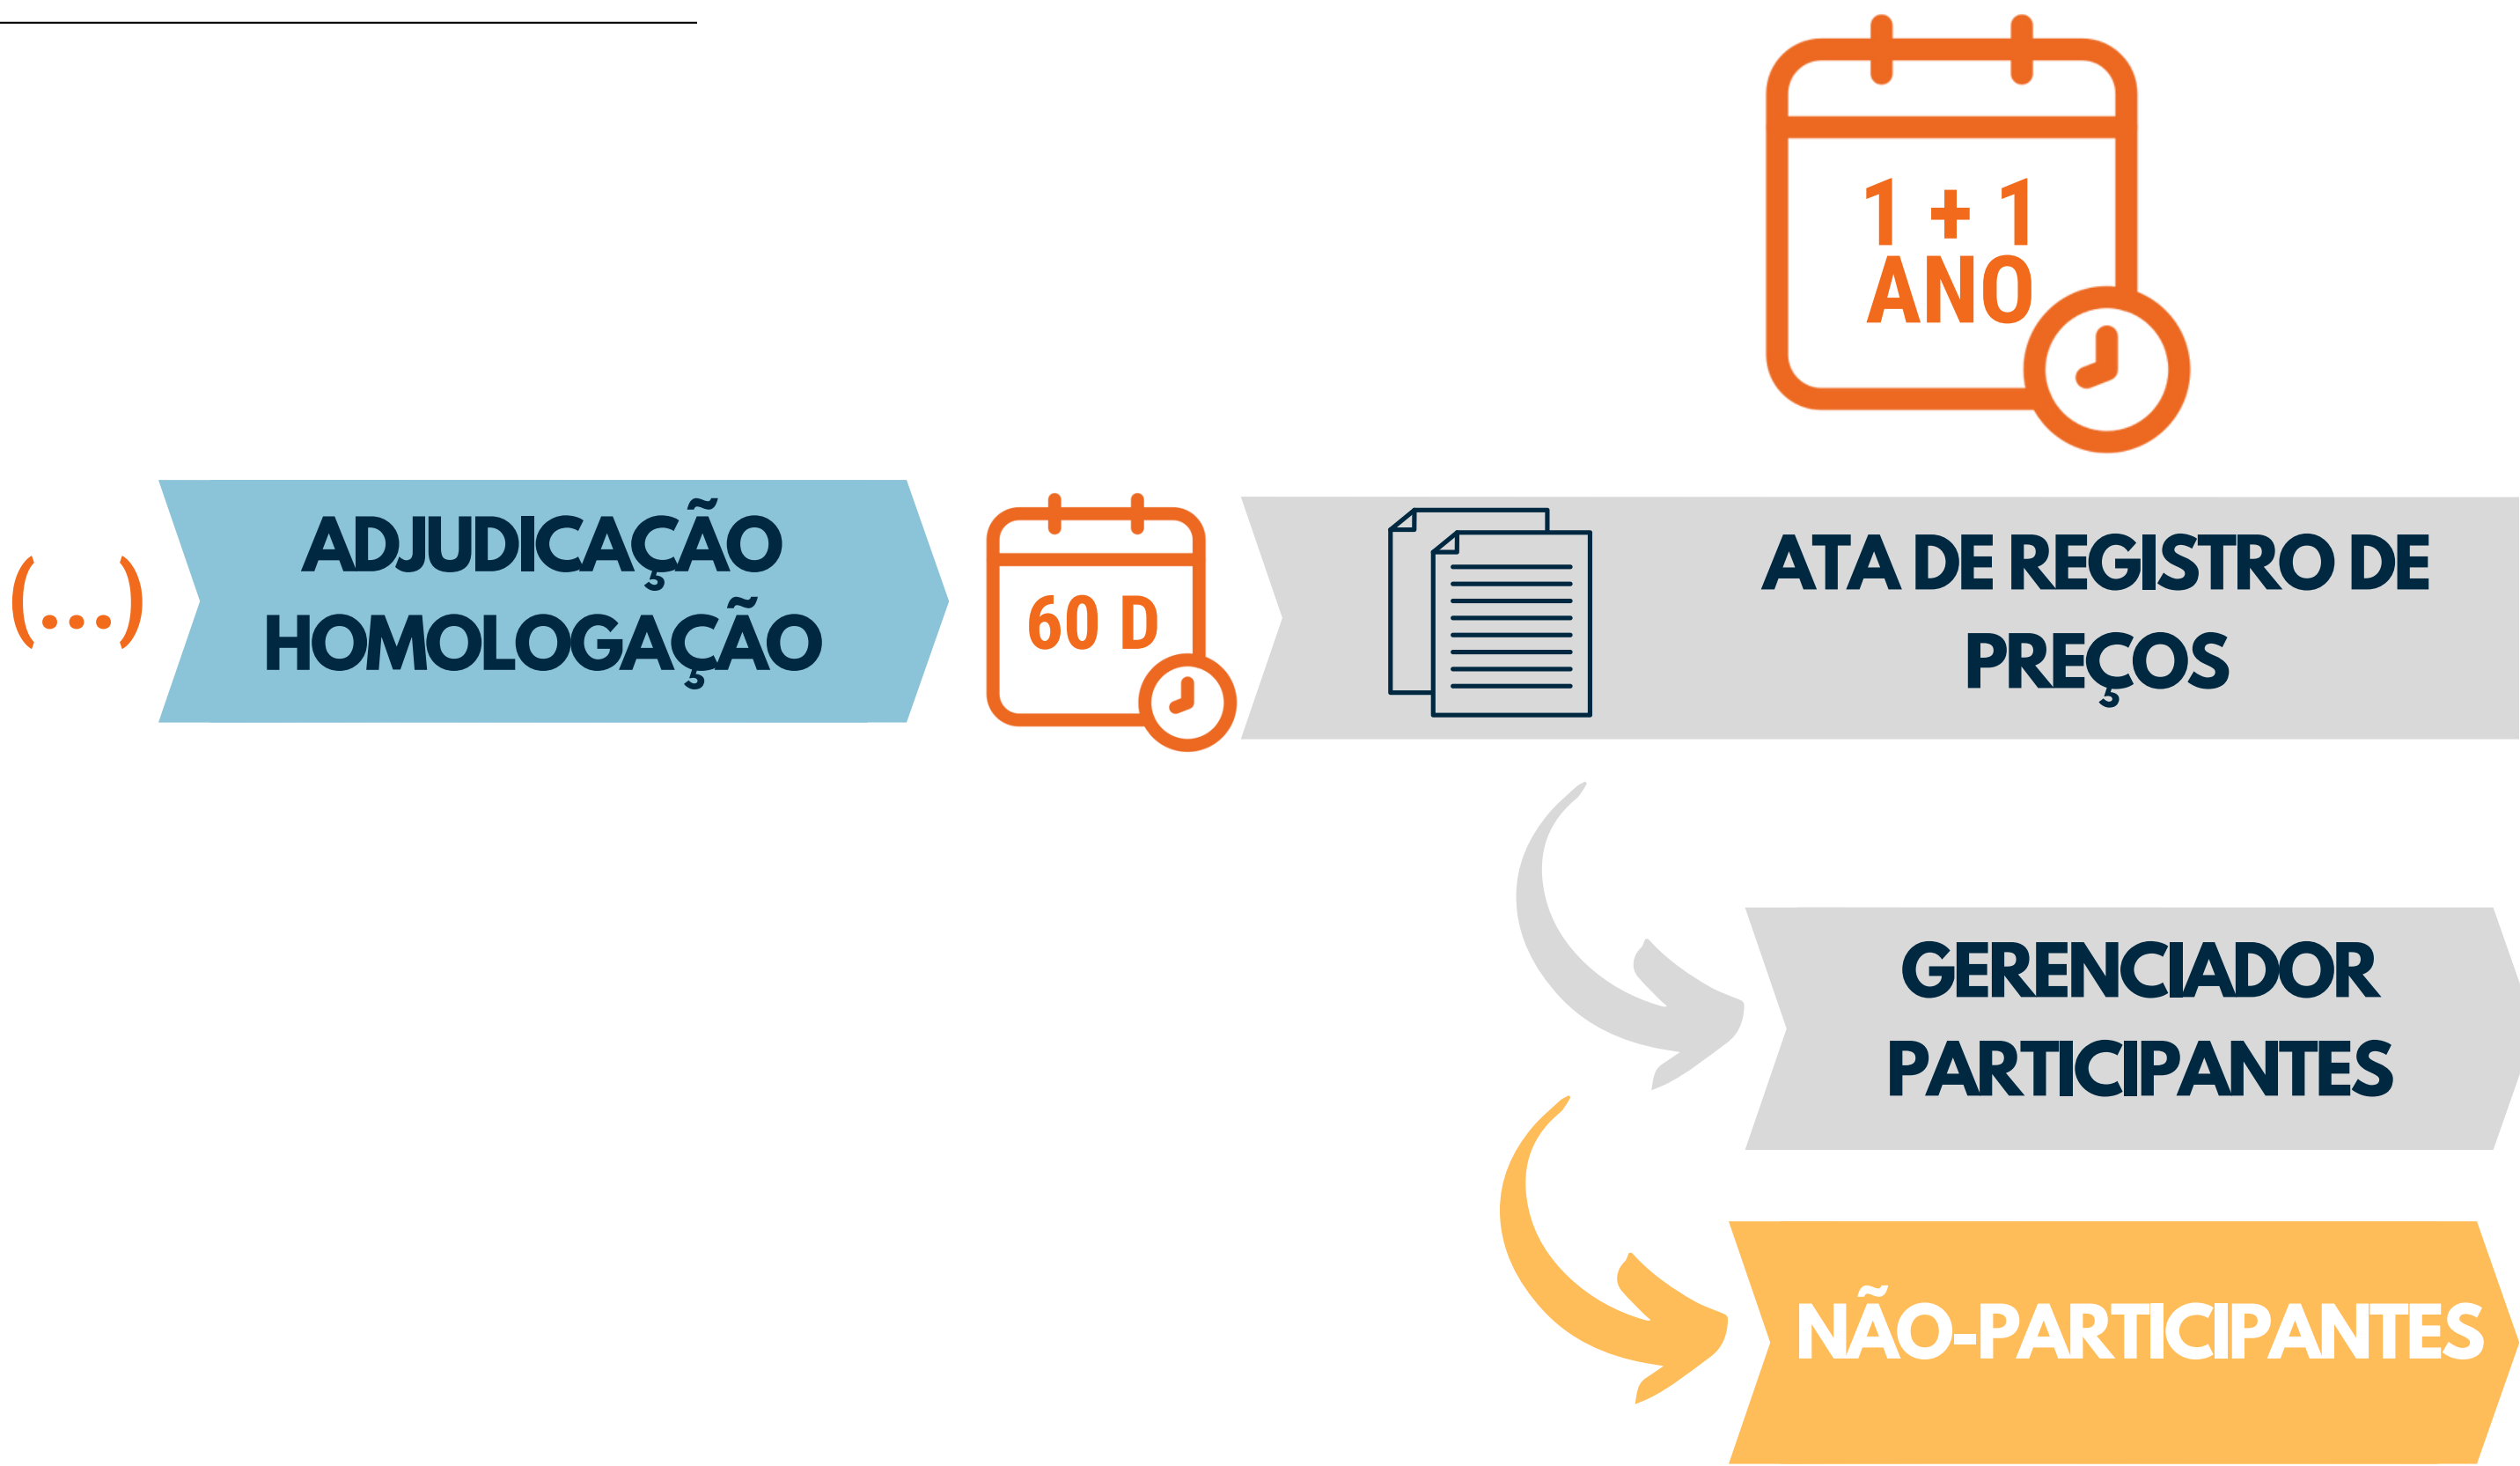 1 + 1
ANO
(...)
ADJUDICAÇÃO
HOMOLOGAÇÃO
60 D
ATA DE REGISTRO DE
PREÇOS
GERENCIADOR
PARTICIPANTES
NÃO-PARTICIPANTES